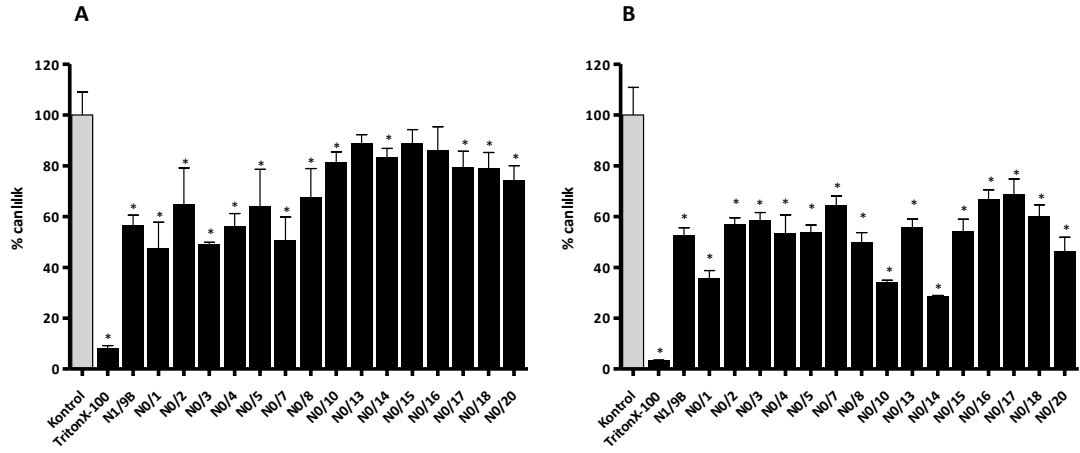 A
% canlılık
120
100
80
60
40
20
0
* * * * * * * * * * * * * *
Kontrol
TritonX-100
N1/9B
N0/1
N0/2
N0/3
N0/4
N0/5
N0/7
N0/8
N0/10
N0/13
N0/14
N0/15
N0/16
N0/17
N0/18
N0/20
B
% canlılık
120
100
80
60
40
20
0
* * * * * * * * * * * * * * * * *
Kontrol
TritonX-100
N1/9B
N0/1
N0/2
N0/3
N0/4
N0/5
N0/7
N0/8
N0/10
N0/13
N0/14
N0/15
N0/16
N0/17
N0/18
N0/20